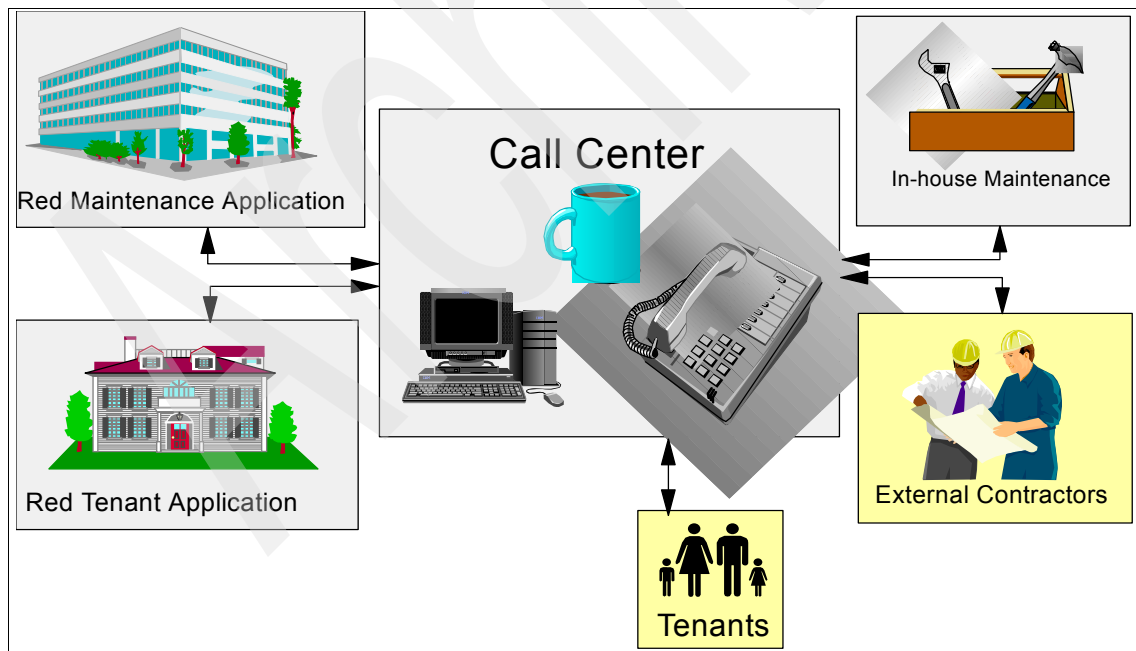 Call Center
Red Maintenance Application
In-house Maintenance
Red Tenant Application
External Contractors
Tenants